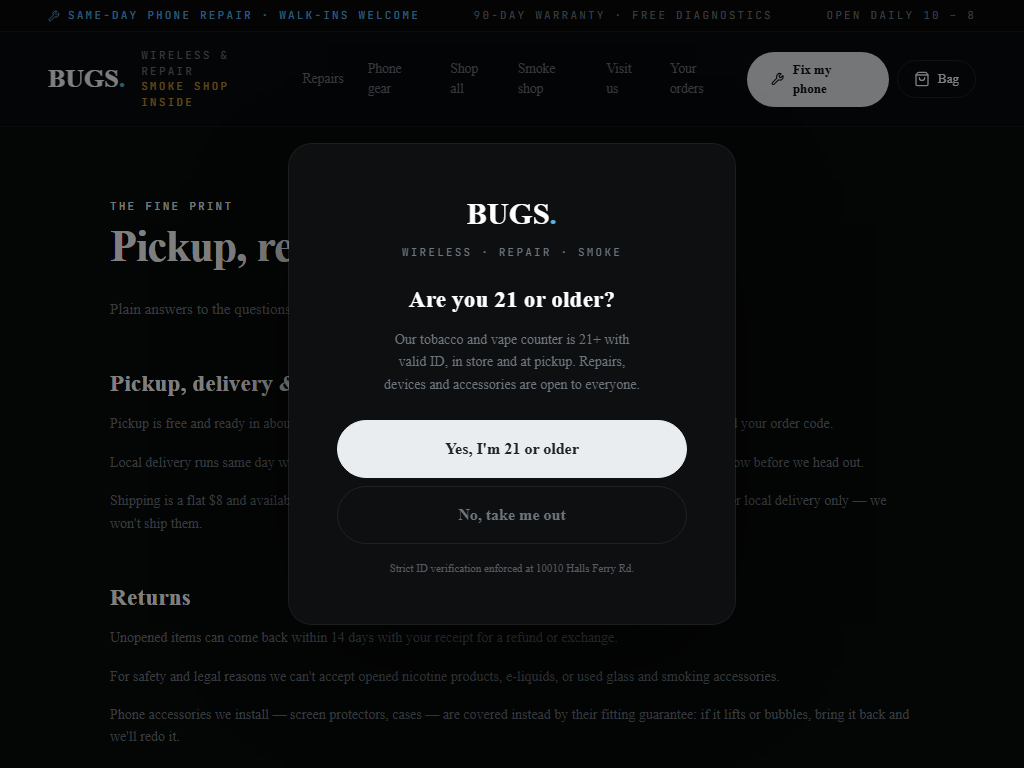 SAME-DAY PHONE REPAIR · WALK-INS WELCOME
90-DAY WARRANTY · FREE DIAGNOSTICS
OPEN DAILY 10 – 8
BUGS.
WIRELESS &
REPAIR
SMOKE SHOP
INSIDE
Repairs
Phone
gear
Shop
all
Smoke
shop
Visit
us
Your
orders
Fix my
phone
Bag
THE FINE PRINT
Pickup, re
Plain answers to the questions
Pickup, delivery &
Pickup is free and ready in abou
d your order code.
Local delivery runs same day w
ow before we head out.
Shipping is a flat $8 and availab
r local delivery only — we
won't ship them.
Returns
Unopened items can come back within 14 days with your receipt for a refund or exchange.
For safety and legal reasons we can't accept opened nicotine products, e-liquids, or used glass and smoking accessories.
Phone accessories we install — screen protectors, cases — are covered instead by their fitting guarantee: if it lifts or bubbles, bring it back and
we'll redo it.
BUGS.
WIRELESS · REPAIR · SMOKE
Are you 21 or older?
Our tobacco and vape counter is 21+ with
valid ID, in store and at pickup. Repairs,
devices and accessories are open to everyone.
Yes, I'm 21 or older
No, take me out
Strict ID verification enforced at 10010 Halls Ferry Rd.